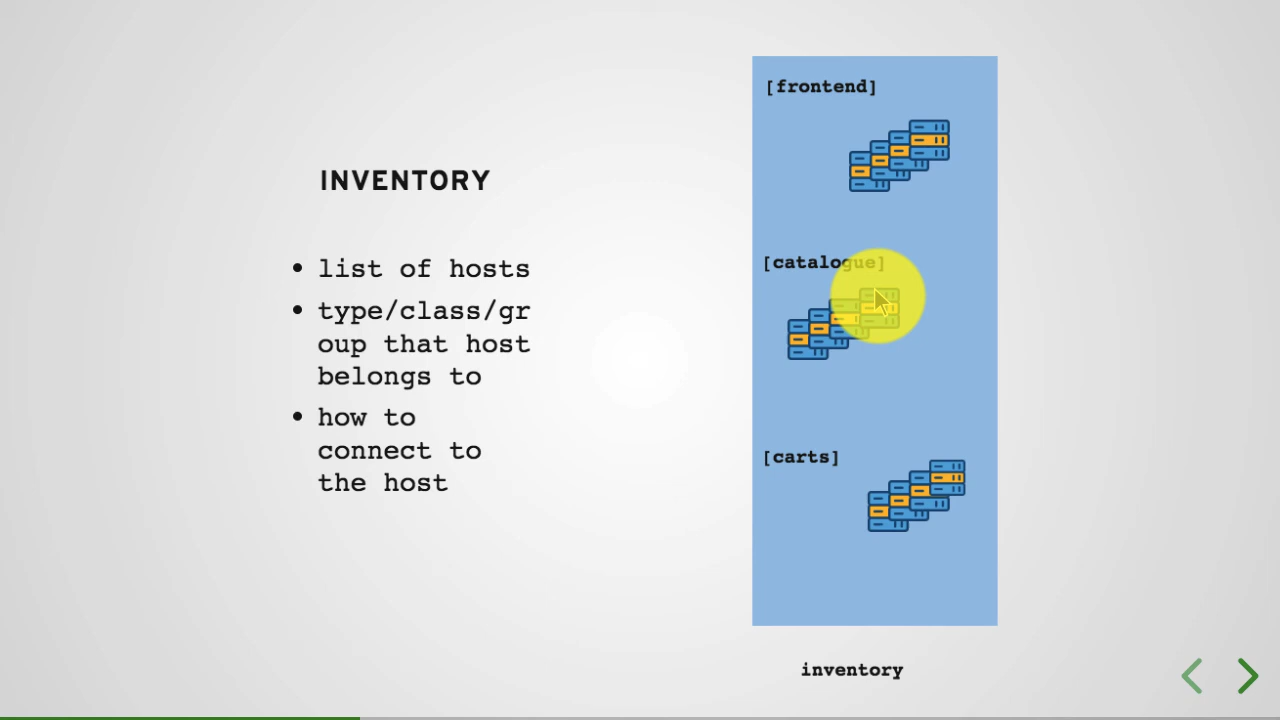 INVENTORY
list of hosts
type/class/gr
oup that host
belongs to
how to
connect to
the host
[frontend]
[catalogue]
[carts]
inventory